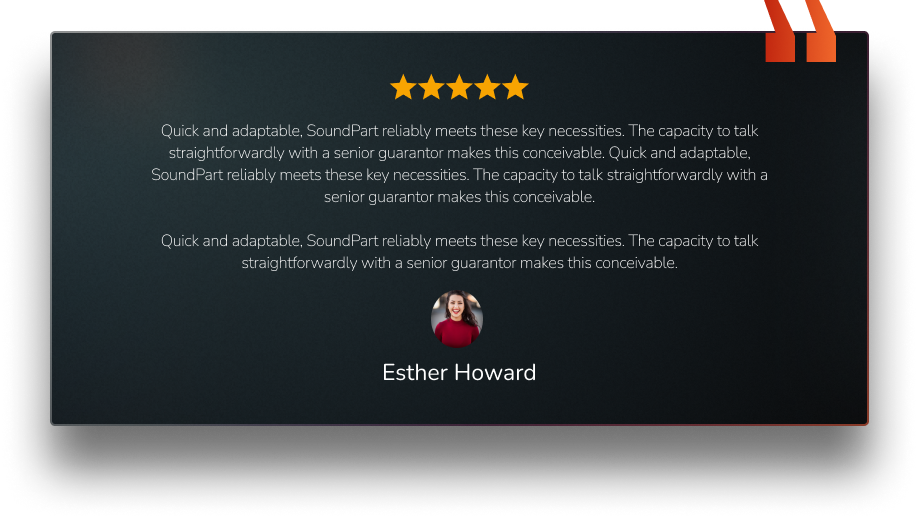 Quick and adaptable, SoundPart reliably meets these key necessities. The capacity to talk
straightforwardly with a senior guarantor makes this conceivable. Quick and adaptable,
SoundPart reliably meets these key necessities. The capacity to talk straightforwardly with a
senior guarantor makes this conceivable.
Quick and adaptable, SoundPart reliably meets these key necessities. The capacity to talk
straightforwardly with a senior guarantor makes this conceivable.
Esther Howard